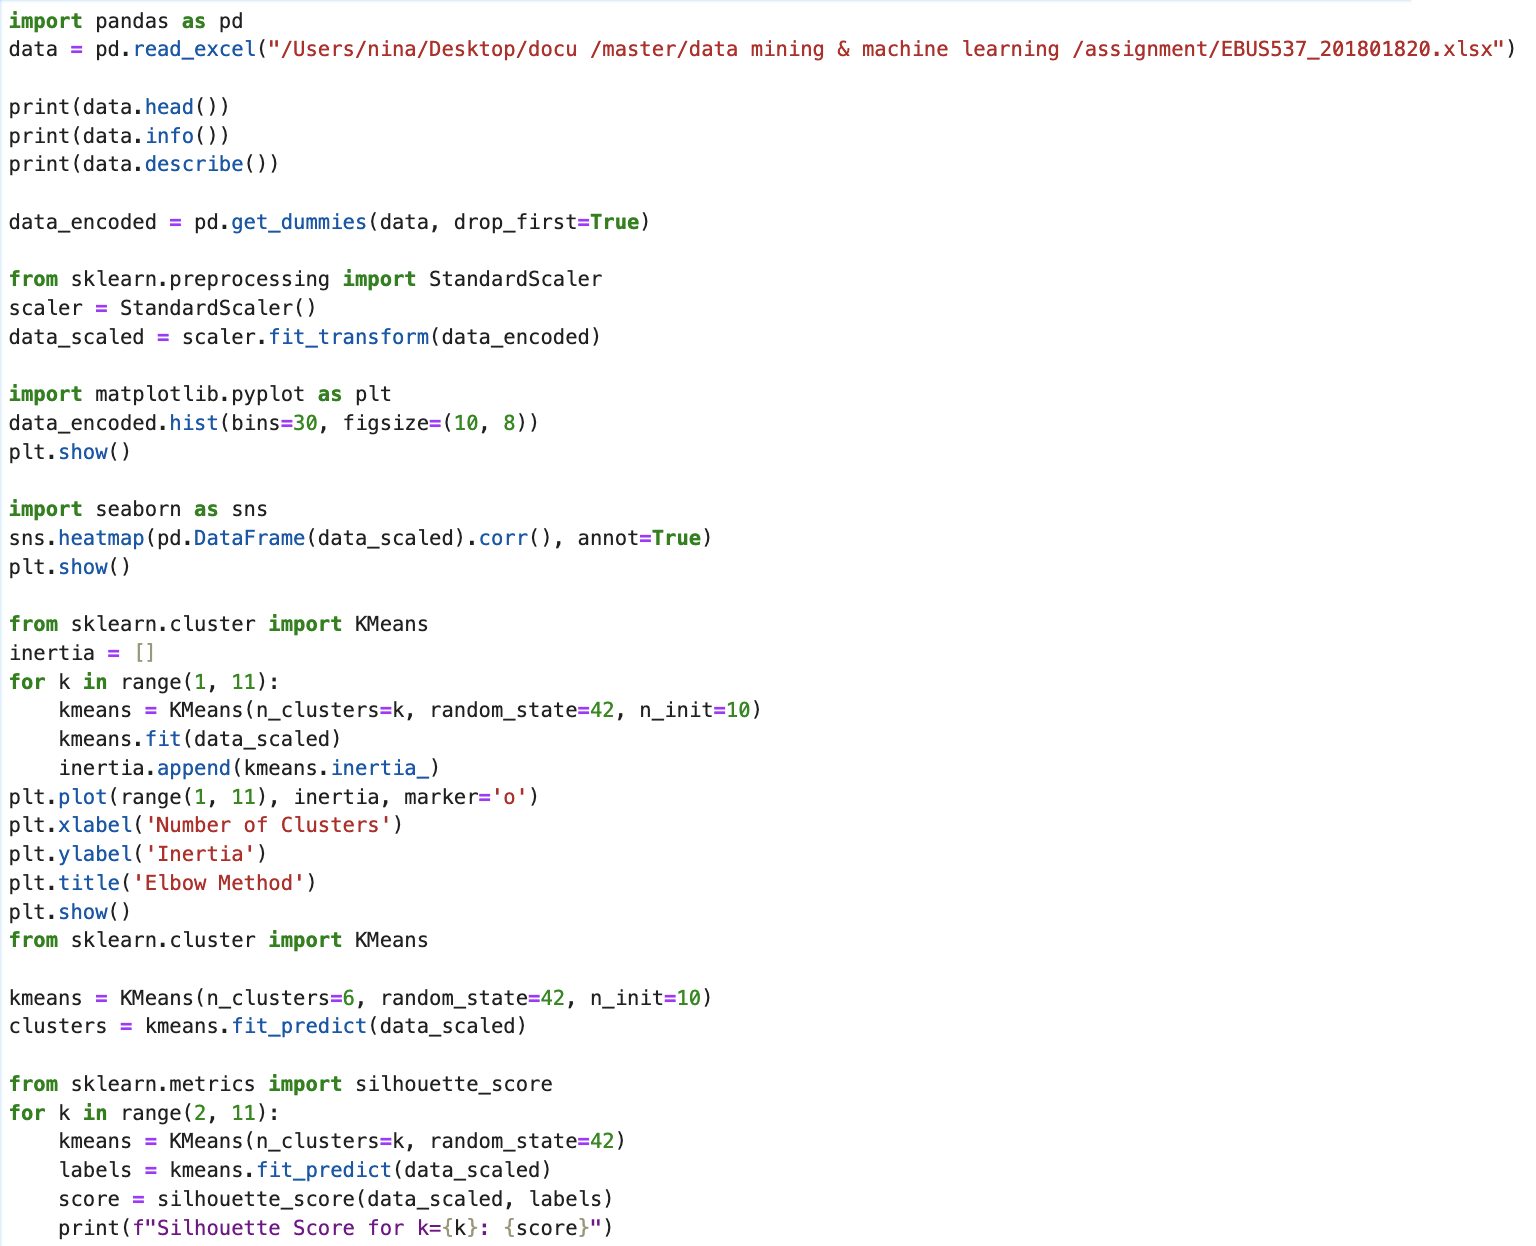 import pandas as pd
data = pd.read_excel("/Users/nina/Desktop/docu /master/data mining & machine learning /assignment/EBUS537_201801820.xlsx")

print(data.head())
print(data.info())
print(data.describe())

data_encoded = pd.get_dummies(data, drop_first=True)

from sklearn.preprocessing import StandardScaler
scaler = StandardScaler()
data_scaled = scaler.fit_transform(data_encoded)

import matplotlib.pyplot as plt
data_encoded.hist(bins=30, figsize=(10, 8))
plt.show()

import seaborn as sns
sns.heatmap(pd.DataFrame(data_scaled).corr(), annot=True)
plt.show()

from sklearn.cluster import KMeans
inertia = []
for k in range(1, 11):
    kmeans = KMeans(n_clusters=k, random_state=42, n_init=10)
    kmeans.fit(data_scaled)
    inertia.append(kmeans.inertia_)
plt.plot(range(1, 11), inertia, marker='o')
plt.xlabel('Number of Clusters')
plt.ylabel('Inertia')
plt.title('Elbow Method')
plt.show()
from sklearn.cluster import KMeans

kmeans = KMeans(n_clusters=6, random_state=42, n_init=10)
clusters = kmeans.fit_predict(data_scaled)

from sklearn.metrics import silhouette_score
for k in range(2, 11):
    kmeans = KMeans(n_clusters=k, random_state=42)
    labels = kmeans.fit_predict(data_scaled)
    score = silhouette_score(data_scaled, labels)
    print(f"Silhouette Score for k={k}: {score}")